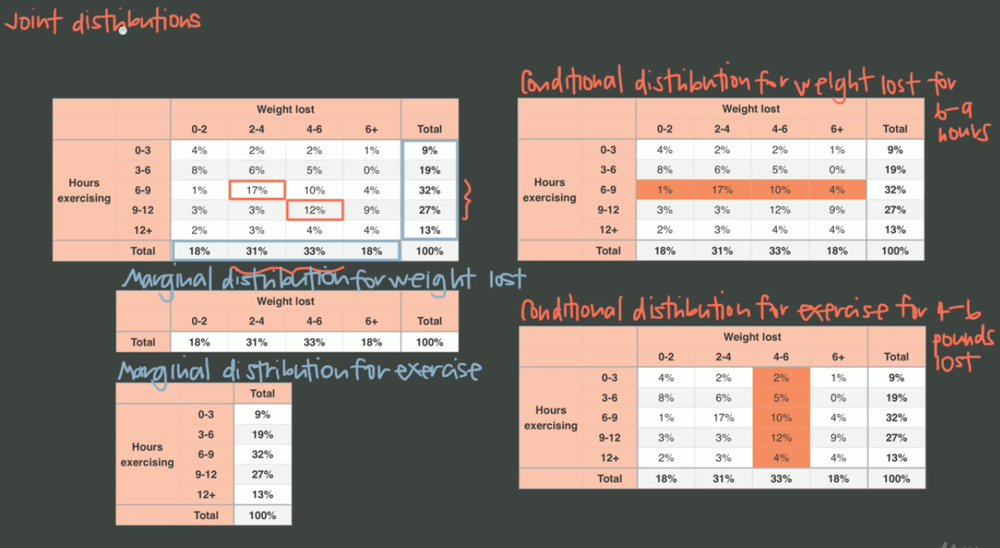 Joint distributions
Weight lost
0-2 2-4 4-6 6+ Total
Hours exercising
0-3 4% 2% 2% 1% 9%
3-6 8% 6% 5% 0% 19%
6-9 1% 17% 10% 4% 32%
9-12 3% 3% 12% 9% 27%
12+ 2% 3% 4% 4% 13%
Total 18% 31% 33% 18% 100%
Marginal distribution for weight lost
Weight lost
0-2 2-4 4-6 6+ Total
Total 18% 31% 33% 18% 100%
Marginal distribution for exercise
Total
Hours exercising
0-3 9%
3-6 19%
6-9 32%
9-12 27%
12+ 13%
Total 100%
Conditional distribution for weight lost for
6-9
hours
Weight lost
0-2 2-4 4-6 6+ Total
Hours exercising
0-3 4% 2% 2% 1% 9%
3-6 8% 6% 5% 0% 19%
6-9 1% 17% 10% 4% 32%
9-12 3% 3% 12% 9% 27%
12+ 2% 3% 4% 4% 13%
Total 18% 31% 33% 18% 100%
Conditional distribution for exercise for 4-6
pounds
lost
Weight lost
0-2 2-4 4-6 6+ Total
Hours exercising
0-3 4% 2% 2% 1% 9%
3-6 8% 6% 5% 0% 19%
6-9 1% 17% 10% 4% 32%
9-12 3% 3% 12% 9% 27%
12+ 2% 3% 4% 4% 13%
Total 18% 31% 33% 18% 100%